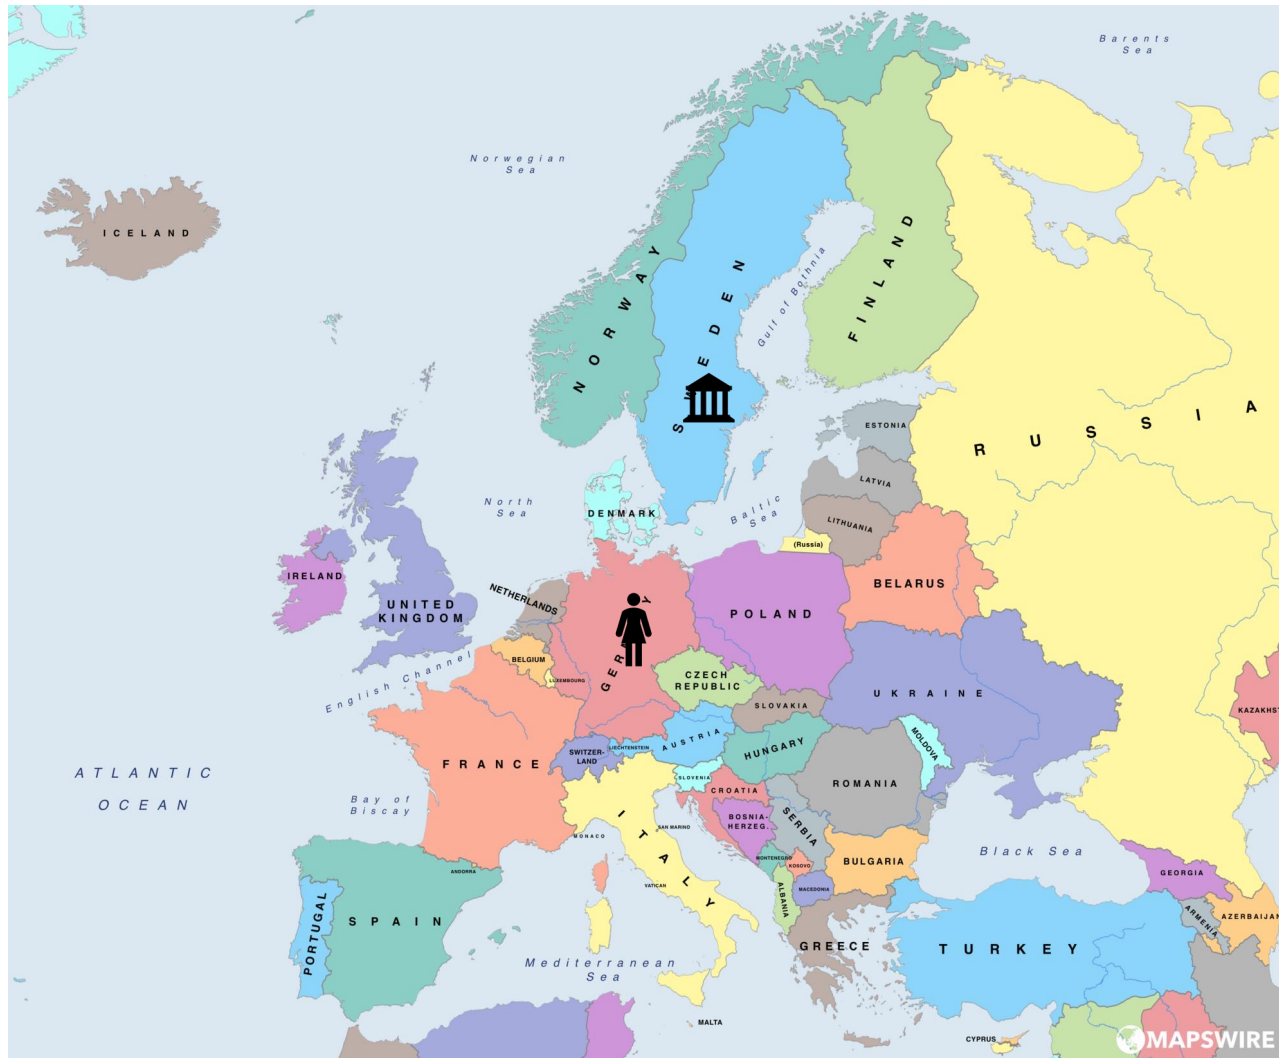 Barents
Sea
Norwegian
Sea
ICELAND
NORWAY
SWEDEN
FINLAND
Gulf of Bothnia
RUSSIA
ESTONIA
LATVIA
LITHUANIA
(Russia)
North
Sea
DENMARK
Baltic
Sea
IRELAND
UNITED
KINGDOM
NETHERLANDS
BELGIUM
LUXEMBOURG
English Channel
POLAND
BELARUS
CZECH
REPUBLIC
SLOVAKIA
UKRAINE
KAZAKHST
MOLDOVA
ATLANTIC
OCEAN
Bay of
Biscay
FRANCE
SWITZER-
LAND
LIECHTENSTEIN
AUSTRIA
HUNGARY
SLOVENIA
CROATIA
ROMANIA
BOSNIA-
HERZEG.
SERBIA
MONACO
SAN MARINO
ITALY
VATICAN
MONTENEGRO
KOSOVO
BULGARIA
MACEDONIA
ALBANIA
Black Sea
GEORGIA
ARMENIA
AZERBAIJAN
ANDORRA
PORTUGAL
SPAIN
GREECE
TURKEY
Mediterranean
Sea
MALTA
CYPRUS
MAPSWIRE